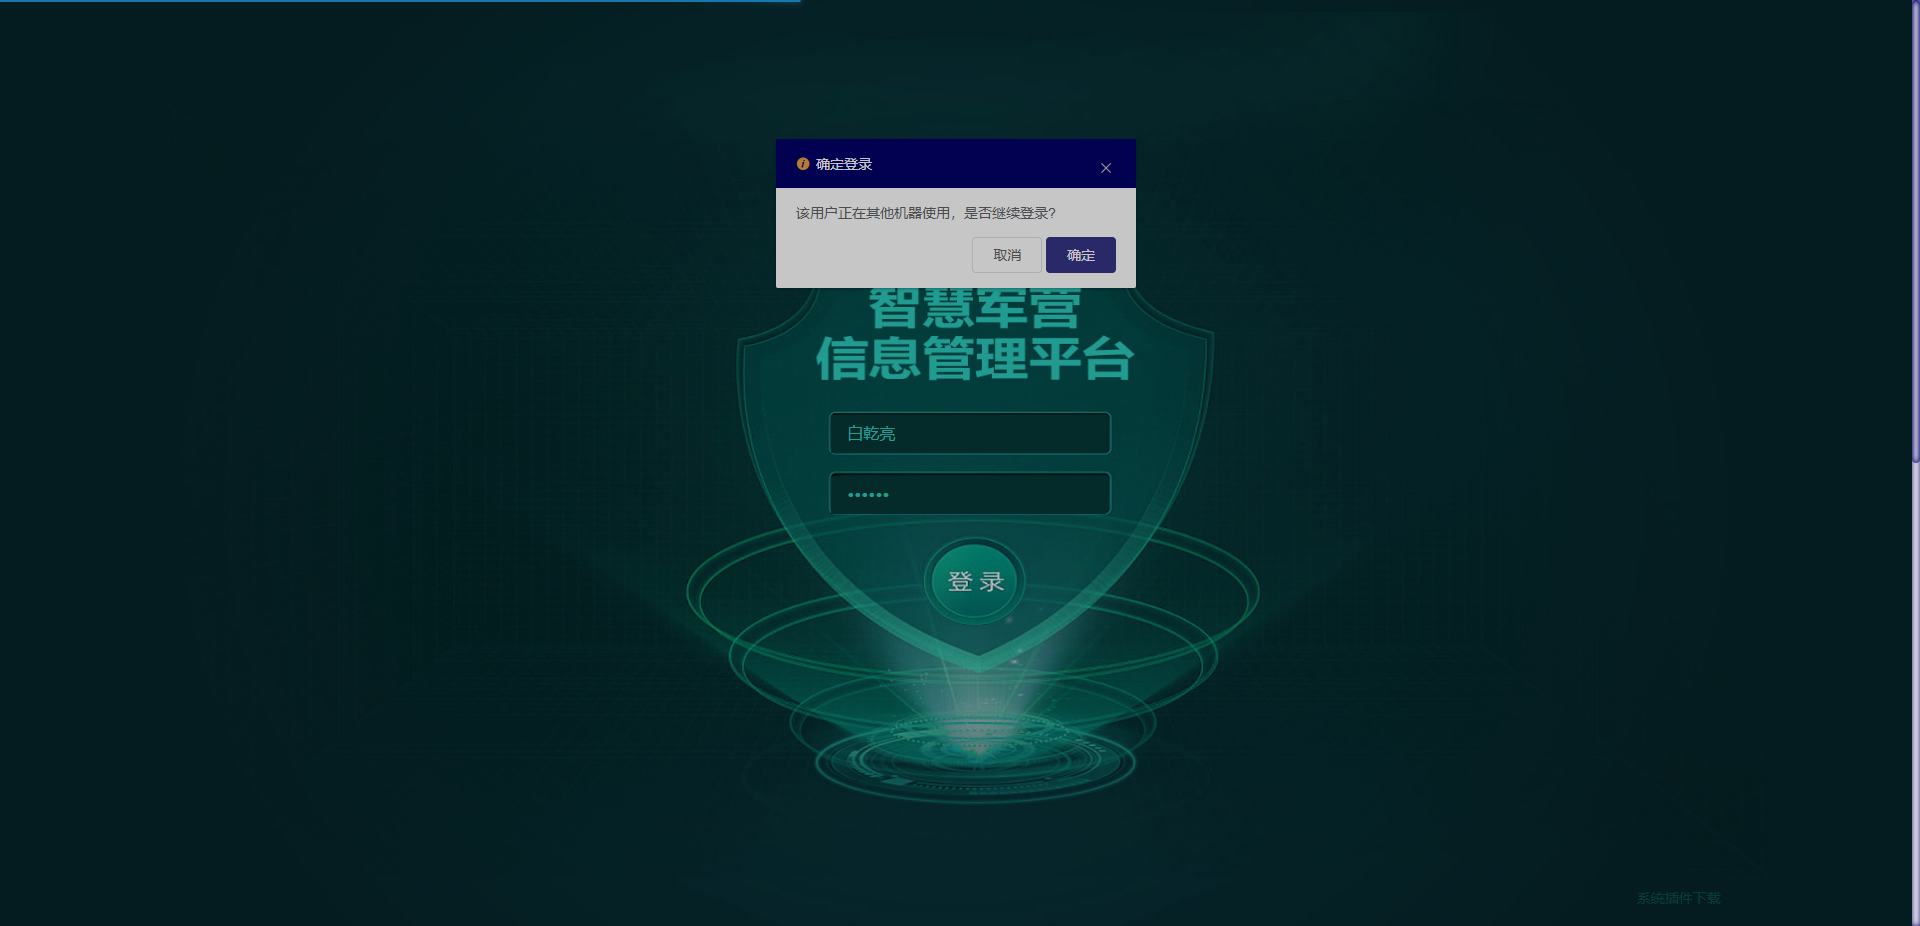 确定登录
该用户正在其他机器使用，是否继续登录?
取消 确定
智慧军营
信息管理平台
白乾亮
••••••
登 录
系统插件下载